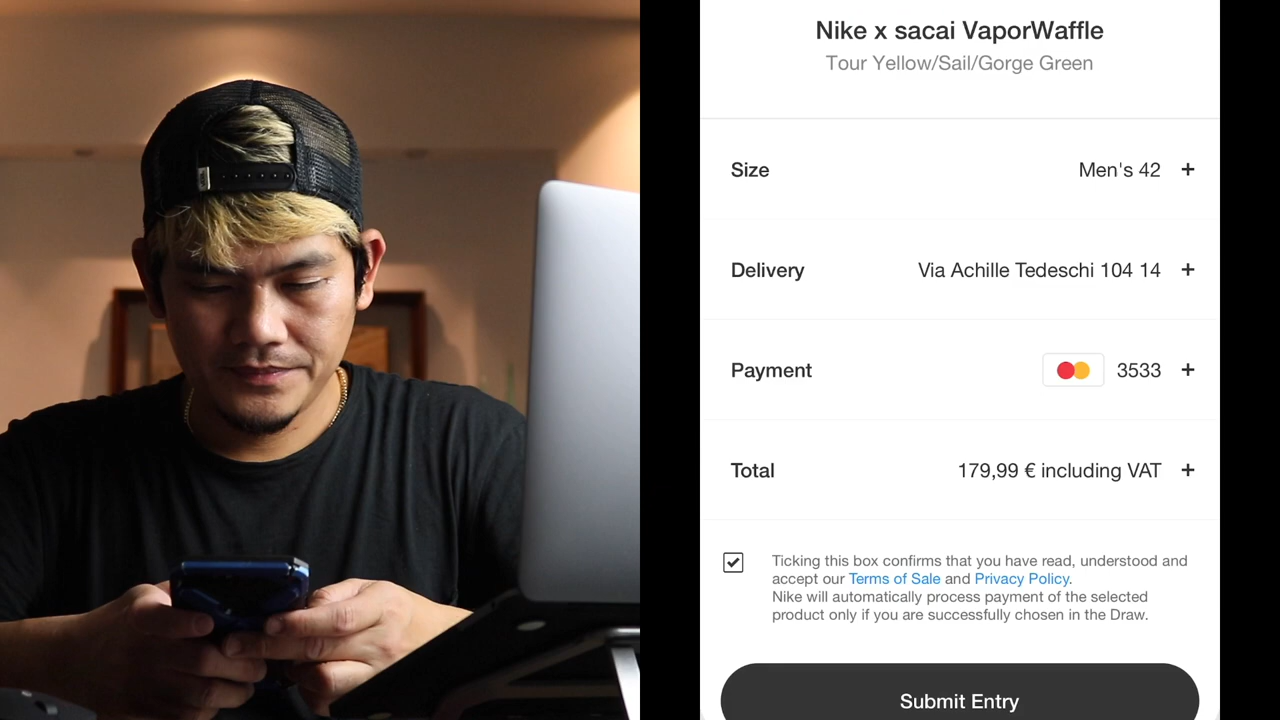 Nike x sacai VaporWaffle
Tour Yellow/Sail/Gorge Green
Size Men's 42 +
Delivery Via Achille Tedeschi 104 14 +
Payment 3533 +
Total 179,99 € including VAT +
Ticking this box confirms that you have read, understood and
accept our Terms of Sale and Privacy Policy.
Nike will automatically process payment of the selected
product only if you are successfully chosen in the Draw.
Submit Entry